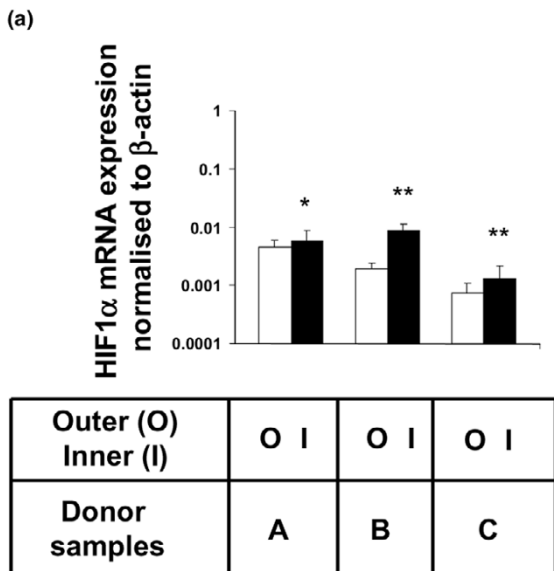 (a)
HIF1α mRNA expression
normalised to β-actin
1
0.1
0.01
0.001
0.0001
*
**
**
Outer (O)
Inner (I)
O I
O I
O I
Donor
samples
A
B
C